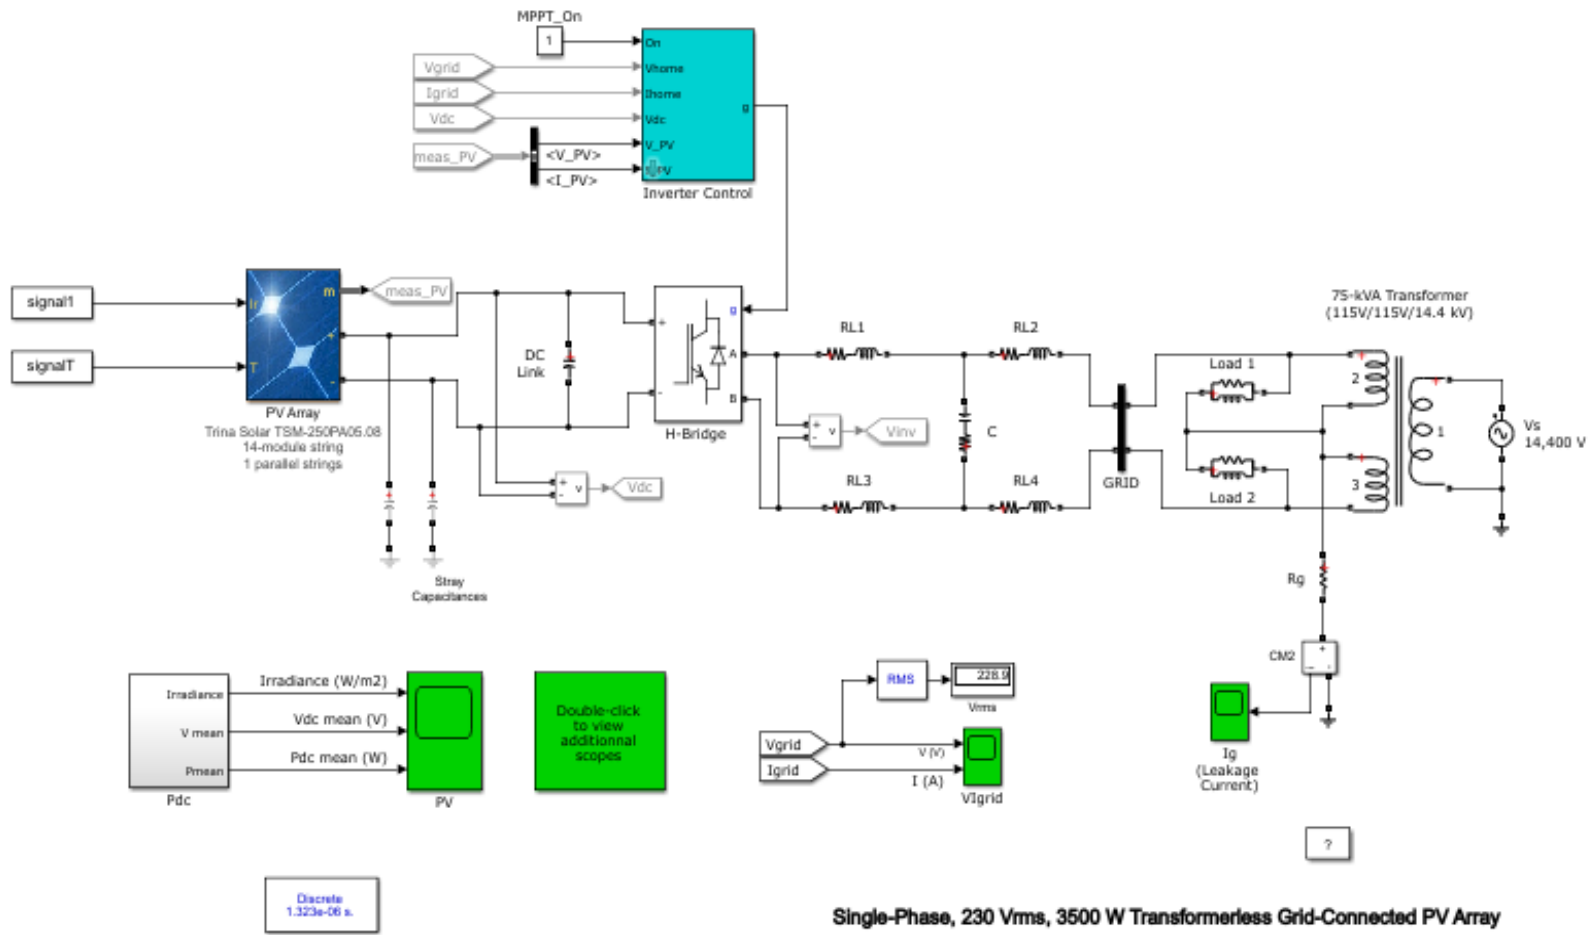 MPPT_On
1
On
Vgrid
Vhome
Igrid
Ihome
Vdc
Vdc
g
meas_PV
V_PV
<V_PV>
<I_PV>
Inverter Control
signal1
Ir
m
meas_PV
+
signalT
T
-
PV Array
Trina Solar TSM-250PA05.08
14-module string
1 parallel strings
DC
Link
g
+
A
-
B
H-Bridge
+
-
v
Vdc
Stray
Capacitances
RL1
RL2
+
-
v
Vinv
C
RL3
RL4
GRID
Load 1
Load 2
75-kVA Transformer
(115V/115V/14.4 kV)
2
1
3
Vs
14,400 V
Rg
CM2
+
-
Ig
(Leakage
Current)
Irradiance
V mean
Pmean
Pdc
Irradiance (W/m2)
Vdc mean (V)
Pdc mean (W)
PV
Double-click
to view
additionnal
scopes
RMS
228.9
Vrms
Vgrid
V (V)
Igrid
I (A)
VIgrid
?
Discrete
1.323e-06 s.
Single-Phase, 230 Vrms, 3500 W Transformerless Grid-Connected PV Array